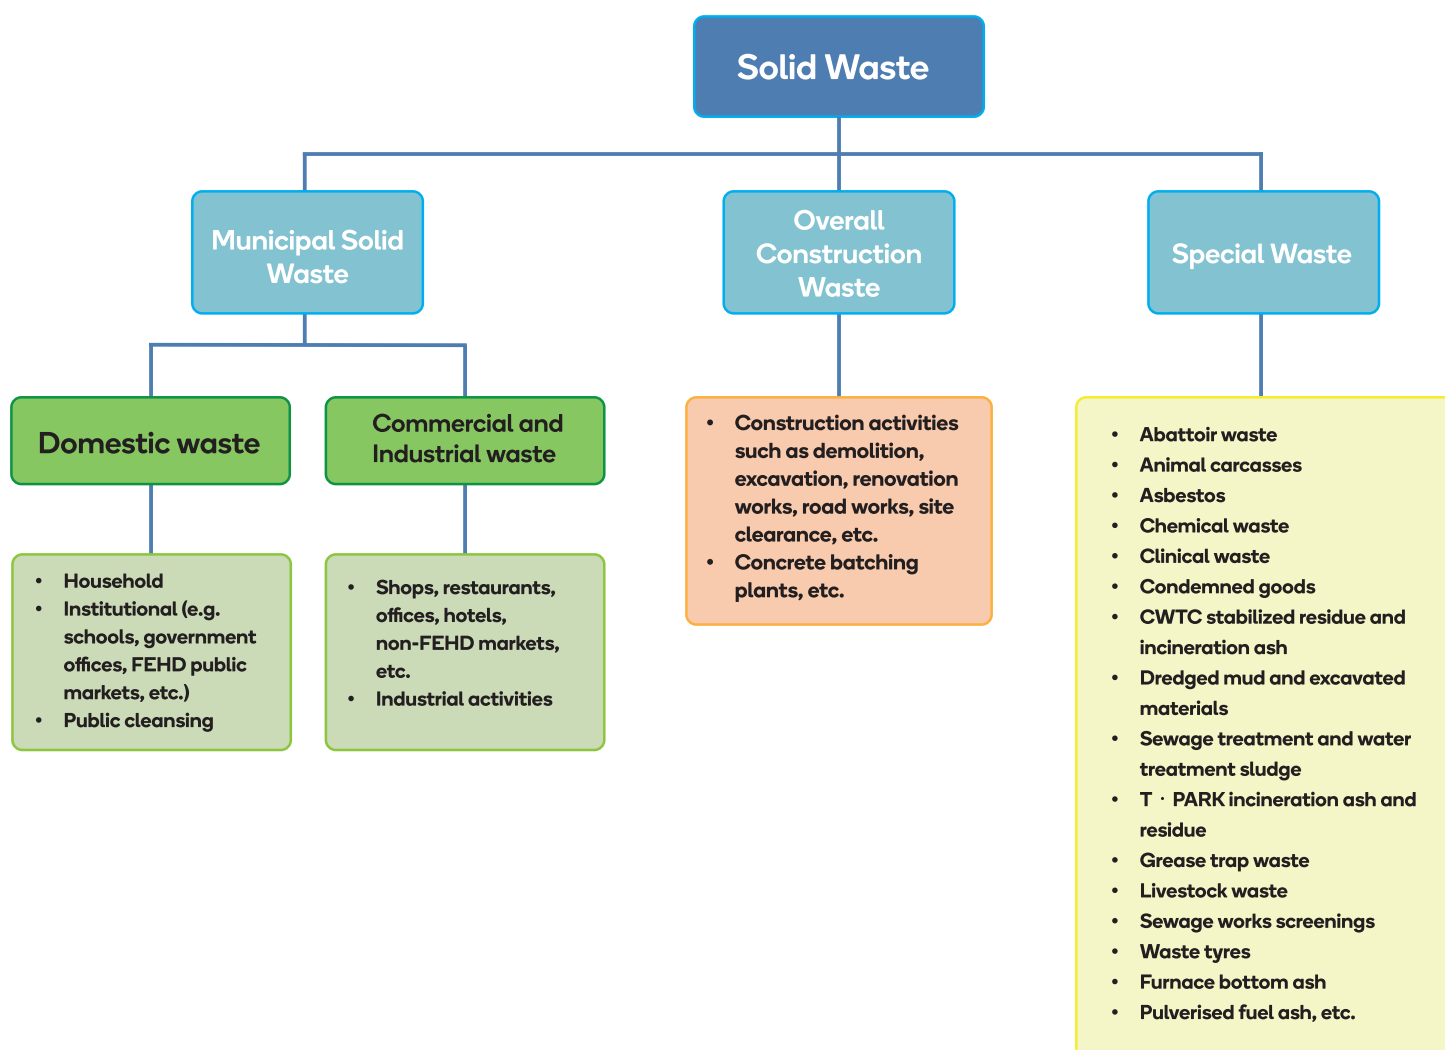 Solid Waste
Municipal Solid
Waste
Overall
Construction
Waste
Special Waste
Domestic waste
Commercial and
Industrial waste
• Household
• Institutional (e.g.
schools, government
offices, FEHD public
markets, etc.)
• Public cleansing
• Shops, restaurants,
offices, hotels,
non-FEHD markets,
etc.
• Industrial activities
• Construction activities
such as demolition,
excavation, renovation
works, road works, site
clearance, etc.
• Concrete batching
plants, etc.
• Abattoir waste
• Animal carcasses
• Asbestos
• Chemical waste
• Clinical waste
• Condemned goods
• CWTC stabilized residue and
incineration ash
• Dredged mud and excavated
materials
• Sewage treatment and water
treatment sludge
• T · PARK incineration ash and
residue
• Grease trap waste
• Livestock waste
• Sewage works screenings
• Waste tyres
• Furnace bottom ash
• Pulverised fuel ash, etc.